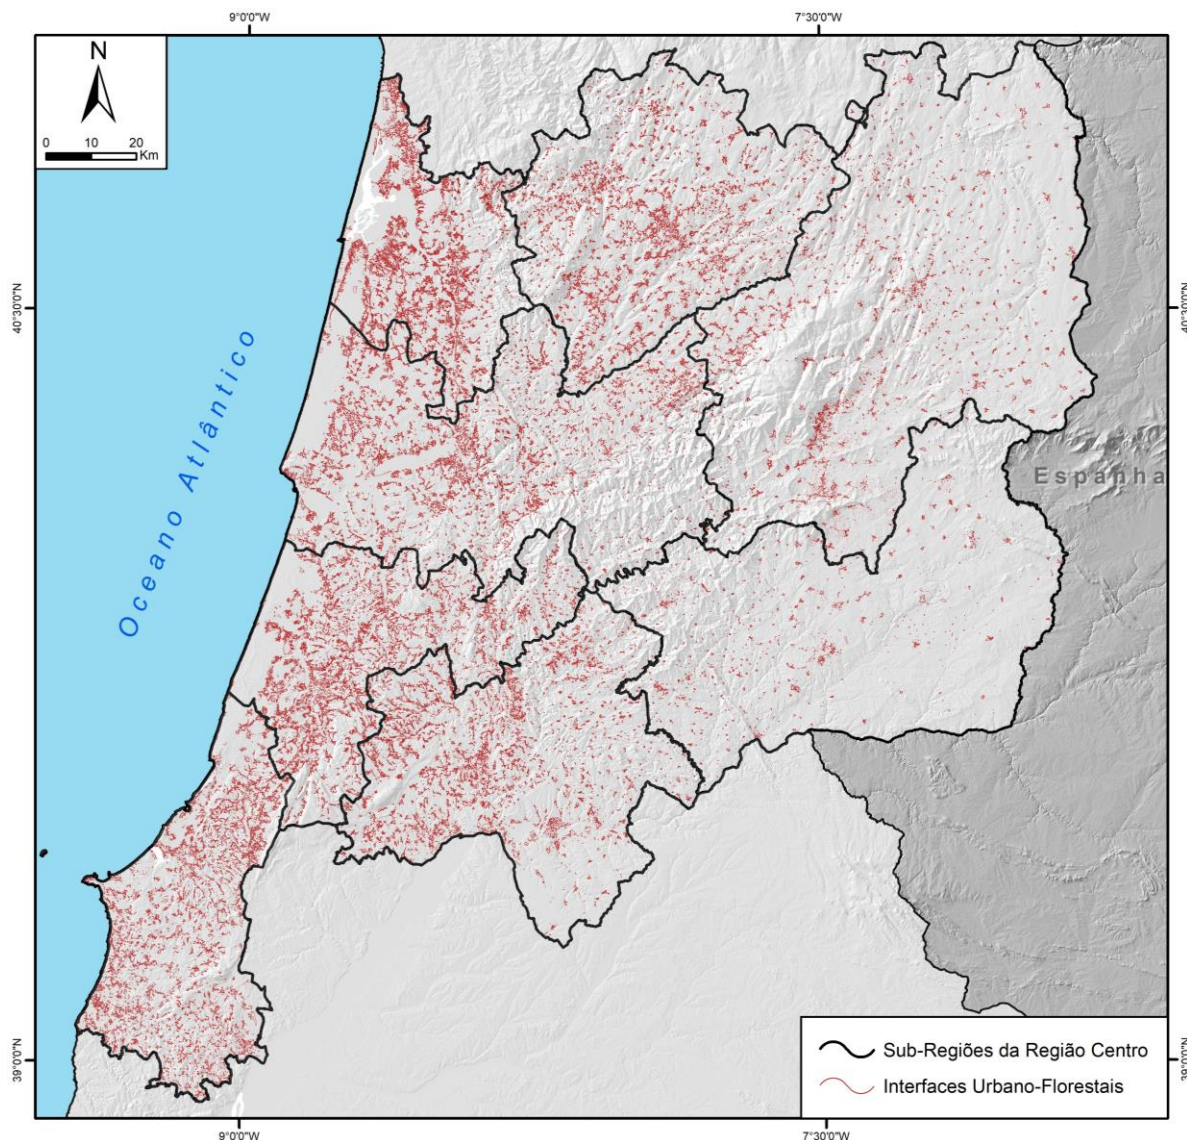 9°0'0"W
7°30'0"W
N
0 10 20
Km
40°30'0"N
40°30'0"N
Oceano Atlântico
Espanha
39°0'0"N
39°0'0"N
Sub-Regiões da Região Centro
Interfaces Urbano-Florestais
9°0'0"W
7°30'0"W